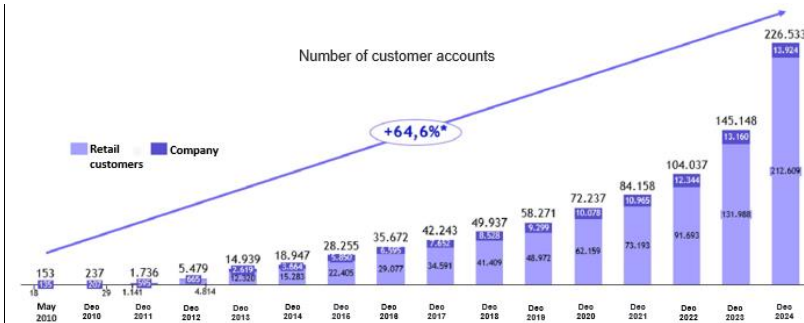 Number of customer accounts
+64,6%*
Retail customers
Company
153
237
1.736
5.479
14.939
18.947
28.255
35.672
42.243
49.937
58.271
72.237
84.158
104.037
145.148
226.533
135
207
595
665
2.619
3.664
5.850
6.595
7.652
8.528
9.299
10.078
10.965
12.344
13.160
13.924
18
29
1.141
4.814
12.320
15.283
22.405
29.077
34.591
41.409
48.972
62.159
73.193
91.693
131.988
212.609
May 2010
Dec 2010
Dec 2011
Dec 2012
Dec 2013
Dec 2014
Dec 2016
Dec 2016
Dec 2017
Dec 2018
Dec 2019
Dec 2020
Dec 2021
Dec 2022
Dec 2023
Dec 2024